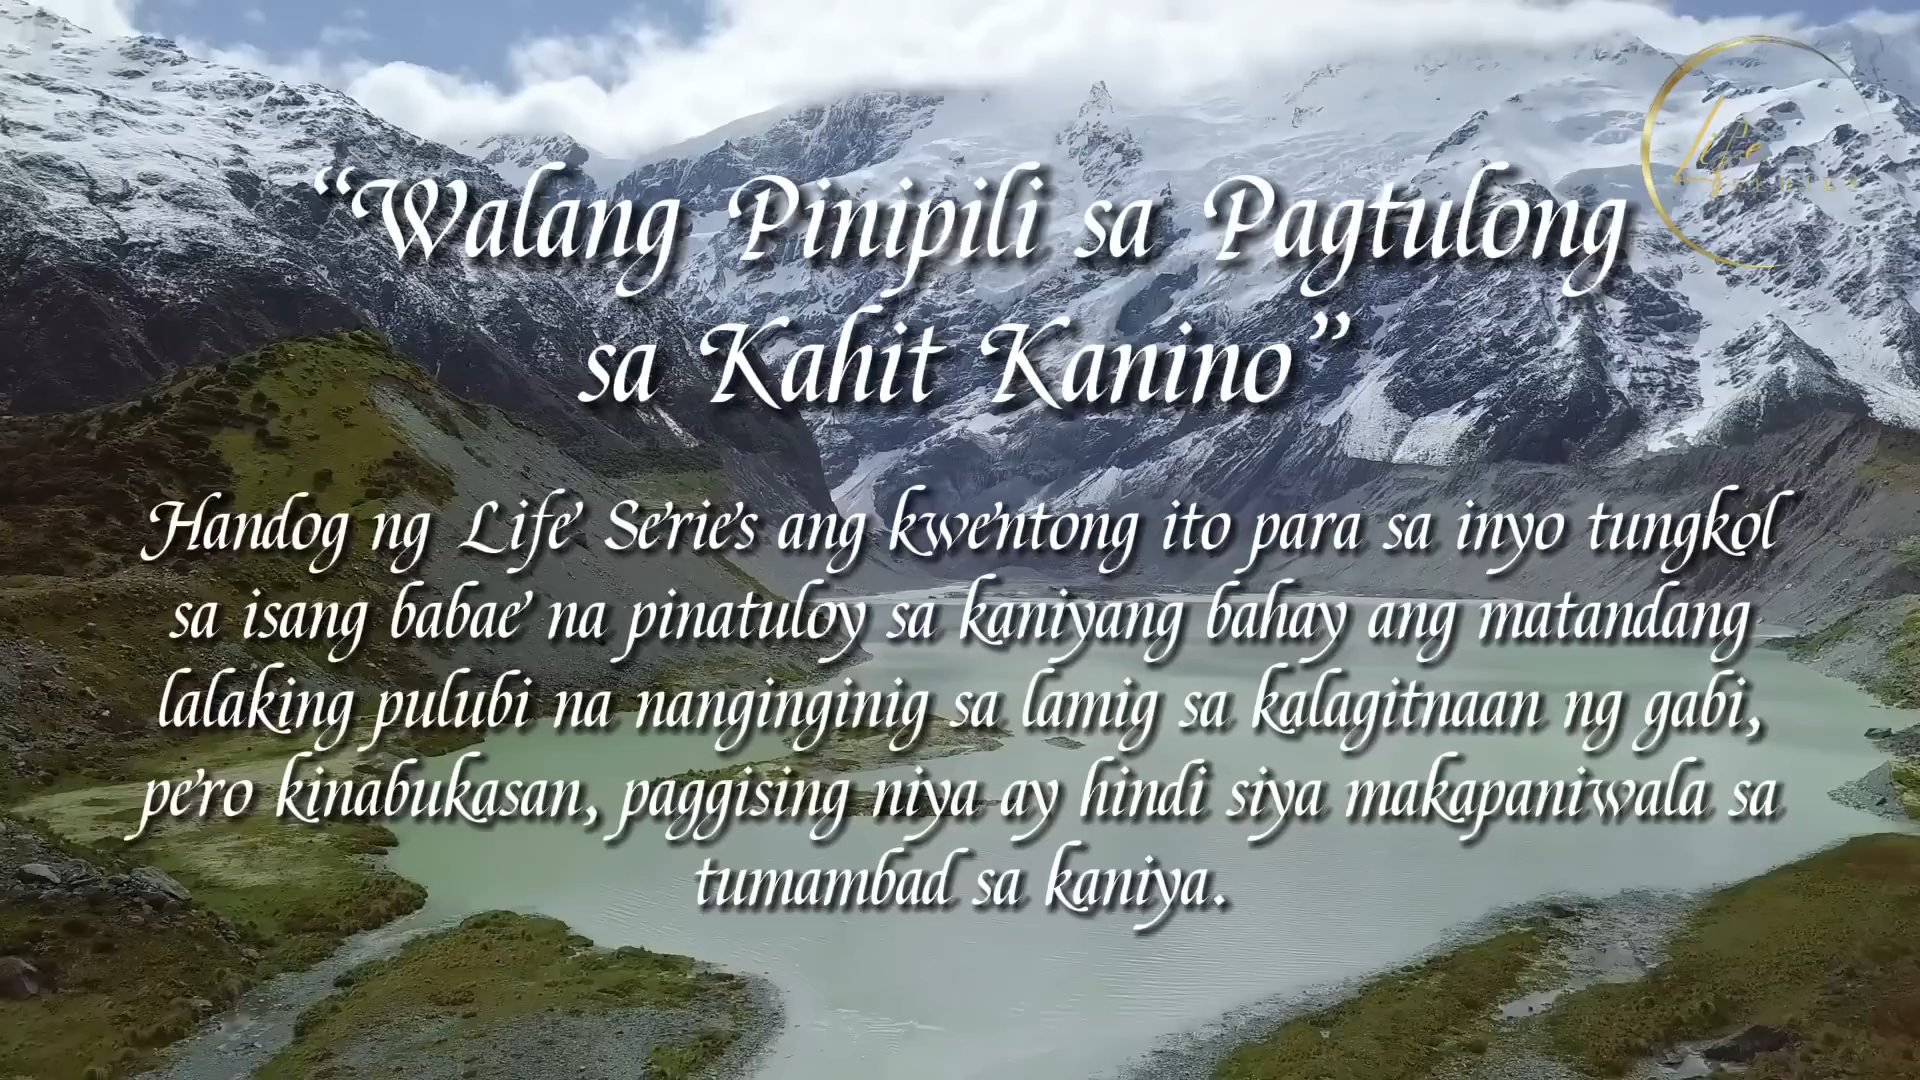 Life
SERIES
“Walang Pinipili sa Pagtulong
sa Kahit Kanino”
Handog ng Life Series ang kwentong ito para sa inyo tungkol
sa isang babae na pinatuloy sa kaniyang bahay ang matandang
lalaking pulubi na nanginginig sa lamig sa kalagitnaan ng gabi,
pero kinabukasan, paggising niya ay hindi siya makapaniwala sa
tumambad sa kaniya.